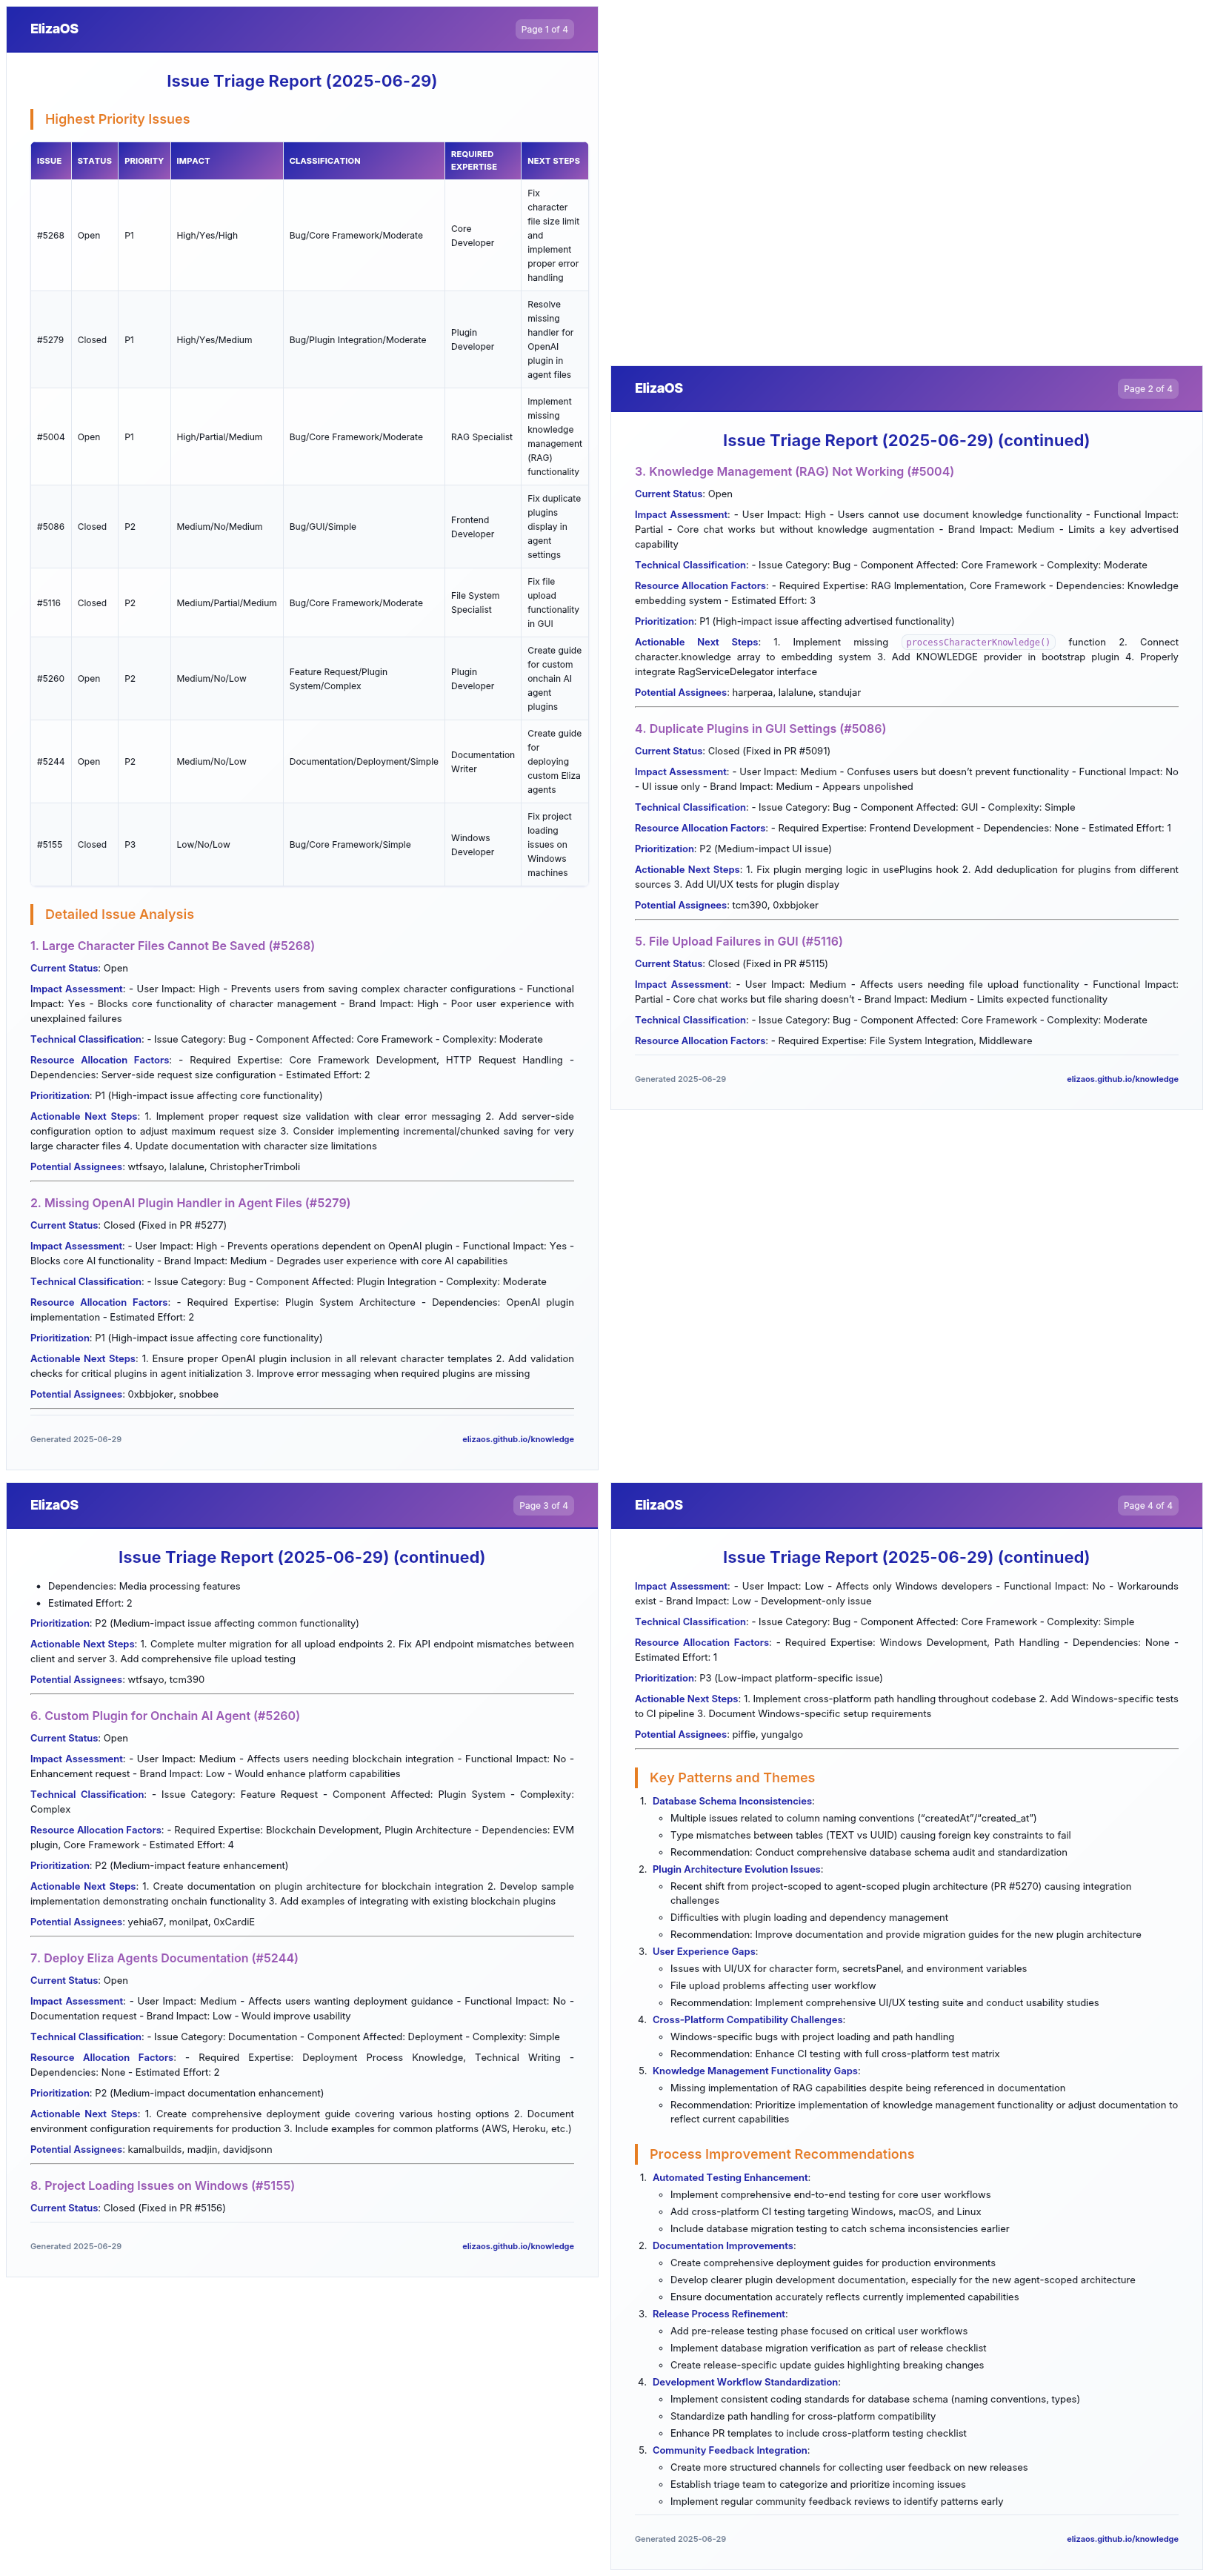 ElizaOS
Page 1 of 4
Issue Triage Report (2025-06-29)
Highest Priority Issues
ISSUE STATUS PRIORITY IMPACT CLASSIFICATION REQUIRED EXPERTISE NEXT STEPS
#5268 Open P1 High/Yes/High Bug/Core Framework/Moderate Core Developer Fix character file size limit and implement proper error handling
#5279 Closed P1 High/Yes/Medium Bug/Plugin Integration/Moderate Plugin Developer Resolve missing handler for OpenAI plugin in agent files
#5004 Open P1 High/Partial/Medium Bug/Core Framework/Moderate RAG Specialist Implement missing knowledge management (RAG) functionality
#5086 Closed P2 Medium/No/Medium Bug/GUI/Simple Frontend Developer Fix duplicate plugins display in agent settings
#5116 Closed P2 Medium/Partial/Medium Bug/Core Framework/Moderate File System Specialist Fix file upload functionality in GUI
#5260 Open P2 Medium/No/Low Feature Request/Plugin System/Complex Plugin Developer Create guide for custom onchain AI agent plugins
#5244 Open P2 Medium/No/Low Documentation/Deployment/Simple Documentation Writer Create guide for deploying custom Eliza agents
#5155 Closed P3 Low/No/Low Bug/Core Framework/Simple Windows Developer Fix project loading issues on Windows machines
Detailed Issue Analysis
1. Large Character Files Cannot Be Saved (#5268)
Current Status: Open
Impact Assessment: - User Impact: High - Prevents users from saving complex character configurations - Functional
Impact: Yes - Blocks core functionality of character management - Brand Impact: High - Poor user experience with
unexplained failures
Technical Classification: - Issue Category: Bug - Component Affected: Core Framework - Complexity: Moderate
Resource Allocation Factors: - Required Expertise: Core Framework Development, HTTP Request Handling -
Dependencies: Server-side request size configuration - Estimated Effort: 2
Prioritization: P1 (High-impact issue affecting core functionality)
Actionable Next Steps: 1. Implement proper request size validation with clear error messaging 2. Add server-side
configuration option to adjust maximum request size 3. Consider implementing incremental/chunked saving for very
large character files 4. Update documentation with character size limitations
Potential Assignees: wtfsayo, lalalune, ChristopherTrimboli
2. Missing OpenAI Plugin Handler in Agent Files (#5279)
Current Status: Closed (Fixed in PR #5277)
Impact Assessment: - User Impact: High - Prevents operations dependent on OpenAI plugin - Functional Impact: Yes -
Blocks core AI functionality - Brand Impact: Medium - Degrades user experience with core AI capabilities
Technical Classification: - Issue Category: Bug - Component Affected: Plugin Integration - Complexity: Moderate
Resource Allocation Factors: - Required Expertise: Plugin System Architecture - Dependencies: OpenAI plugin
implementation - Estimated Effort: 2
Prioritization: P1 (High-impact issue affecting core functionality)
Actionable Next Steps: 1. Ensure proper OpenAI plugin inclusion in all relevant character templates 2. Add validation
checks for critical plugins in agent initialization 3. Improve error messaging when required plugins are missing
Potential Assignees: 0xbbjoker, snobbee
Generated 2025-06-29
elizaos.github.io/knowledge
ElizaOS
Page 2 of 4
Issue Triage Report (2025-06-29) (continued)
3. Knowledge Management (RAG) Not Working (#5004)
Current Status: Open
Impact Assessment: - User Impact: High - Users cannot use document knowledge functionality - Functional Impact:
Partial - Core chat works but without knowledge augmentation - Brand Impact: Medium - Limits a key advertised
capability
Technical Classification: - Issue Category: Bug - Component Affected: Core Framework - Complexity: Moderate
Resource Allocation Factors: - Required Expertise: RAG Implementation, Core Framework - Dependencies: Knowledge
embedding system - Estimated Effort: 3
Prioritization: P1 (High-impact issue affecting advertised functionality)
Actionable Next Steps: 1. Implement missing processCharacterKnowledge() function 2. Connect
character.knowledge array to embedding system 3. Add KNOWLEDGE provider in bootstrap plugin 4. Properly
integrate RagServiceDelegator interface
Potential Assignees: harperaa, lalalune, standujar
4. Duplicate Plugins in GUI Settings (#5086)
Current Status: Closed (Fixed in PR #5091)
Impact Assessment: - User Impact: Medium - Confuses users but doesn’t prevent functionality - Functional Impact: No
- UI issue only - Brand Impact: Medium - Appears unpolished
Technical Classification: - Issue Category: Bug - Component Affected: GUI - Complexity: Simple
Resource Allocation Factors: - Required Expertise: Frontend Development - Dependencies: None - Estimated Effort: 1
Prioritization: P2 (Medium-impact UI issue)
Actionable Next Steps: 1. Fix plugin merging logic in usePlugins hook 2. Add deduplication for plugins from different
sources 3. Add UI/UX tests for plugin display
Potential Assignees: tcm390, 0xbbjoker
5. File Upload Failures in GUI (#5116)
Current Status: Closed (Fixed in PR #5115)
Impact Assessment: - User Impact: Medium - Affects users needing file upload functionality - Functional Impact:
Partial - Core chat works but file sharing doesn’t - Brand Impact: Medium - Limits expected functionality
Technical Classification: - Issue Category: Bug - Component Affected: Core Framework - Complexity: Moderate
Resource Allocation Factors: - Required Expertise: File System Integration, Middleware
Generated 2025-06-29
elizaos.github.io/knowledge
ElizaOS
Page 3 of 4
Issue Triage Report (2025-06-29) (continued)
• Dependencies: Media processing features
• Estimated Effort: 2
Prioritization: P2 (Medium-impact issue affecting common functionality)
Actionable Next Steps: 1. Complete multer migration for all upload endpoints 2. Fix API endpoint mismatches between
client and server 3. Add comprehensive file upload testing
Potential Assignees: wtfsayo, tcm390
6. Custom Plugin for Onchain AI Agent (#5260)
Current Status: Open
Impact Assessment: - User Impact: Medium - Affects users needing blockchain integration - Functional Impact: No -
Enhancement request - Brand Impact: Low - Would enhance platform capabilities
Technical Classification: - Issue Category: Feature Request - Component Affected: Plugin System - Complexity:
Complex
Resource Allocation Factors: - Required Expertise: Blockchain Development, Plugin Architecture - Dependencies: EVM
plugin, Core Framework - Estimated Effort: 4
Prioritization: P2 (Medium-impact feature enhancement)
Actionable Next Steps: 1. Create documentation on plugin architecture for blockchain integration 2. Develop sample
implementation demonstrating onchain functionality 3. Add examples of integrating with existing blockchain plugins
Potential Assignees: yehia67, monilpat, 0xCardiE
7. Deploy Eliza Agents Documentation (#5244)
Current Status: Open
Impact Assessment: - User Impact: Medium - Affects users wanting deployment guidance - Functional Impact: No -
Documentation request - Brand Impact: Low - Would improve usability
Technical Classification: - Issue Category: Documentation - Component Affected: Deployment - Complexity: Simple
Resource Allocation Factors: - Required Expertise: Deployment Process Knowledge, Technical Writing -
Dependencies: None - Estimated Effort: 2
Prioritization: P2 (Medium-impact documentation enhancement)
Actionable Next Steps: 1. Create comprehensive deployment guide covering various hosting options 2. Document
environment configuration requirements for production 3. Include examples for common platforms (AWS, Heroku, etc.)
Potential Assignees: kamalbuilds, madjin, davidjsonn
8. Project Loading Issues on Windows (#5155)
Current Status: Closed (Fixed in PR #5156)
Generated 2025-06-29
elizaos.github.io/knowledge
ElizaOS
Page 4 of 4
Issue Triage Report (2025-06-29) (continued)
Impact Assessment: - User Impact: Low - Affects only Windows developers - Functional Impact: No - Workarounds
exist - Brand Impact: Low - Development-only issue
Technical Classification: - Issue Category: Bug - Component Affected: Core Framework - Complexity: Simple
Resource Allocation Factors: - Required Expertise: Windows Development, Path Handling - Dependencies: None -
Estimated Effort: 1
Prioritization: P3 (Low-impact platform-specific issue)
Actionable Next Steps: 1. Implement cross-platform path handling throughout codebase 2. Add Windows-specific tests
to CI pipeline 3. Document Windows-specific setup requirements
Potential Assignees: piffie, yungalgo
Key Patterns and Themes
1. Database Schema Inconsistencies:
◦ Multiple issues related to column naming conventions (“createdAt”/“created_at”)
◦ Type mismatches between tables (TEXT vs UUID) causing foreign key constraints to fail
◦ Recommendation: Conduct comprehensive database schema audit and standardization
2. Plugin Architecture Evolution Issues:
◦ Recent shift from project-scoped to agent-scoped plugin architecture (PR #5270) causing integration
challenges
◦ Difficulties with plugin loading and dependency management
◦ Recommendation: Improve documentation and provide migration guides for the new plugin architecture
3. User Experience Gaps:
◦ Issues with UI/UX for character form, secretsPanel, and environment variables
◦ File upload problems affecting user workflow
◦ Recommendation: Implement comprehensive UI/UX testing suite and conduct usability studies
4. Cross-Platform Compatibility Challenges:
◦ Windows-specific bugs with project loading and path handling
◦ Recommendation: Enhance CI testing with full cross-platform test matrix
5. Knowledge Management Functionality Gaps:
◦ Missing implementation of RAG capabilities despite being referenced in documentation
◦ Recommendation: Prioritize implementation of knowledge management functionality or adjust documentation to
reflect current capabilities
Process Improvement Recommendations
1. Automated Testing Enhancement:
◦ Implement comprehensive end-to-end testing for core user workflows
◦ Add cross-platform CI testing targeting Windows, macOS, and Linux
◦ Include database migration testing to catch schema inconsistencies earlier
2. Documentation Improvements:
◦ Create comprehensive deployment guides for production environments
◦ Develop clearer plugin development documentation, especially for the new agent-scoped architecture
◦ Ensure documentation accurately reflects currently implemented capabilities
3. Release Process Refinement:
◦ Add pre-release testing phase focused on critical user workflows
◦ Implement database migration verification as part of release checklist
◦ Create release-specific update guides highlighting breaking changes
4. Development Workflow Standardization:
◦ Implement consistent coding standards for database schema (naming conventions, types)
◦ Standardize path handling for cross-platform compatibility
◦ Enhance PR templates to include cross-platform testing checklist
5. Community Feedback Integration:
◦ Create more structured channels for collecting user feedback on new releases
◦ Establish triage team to categorize and prioritize incoming issues
◦ Implement regular community feedback reviews to identify patterns early
Generated 2025-06-29
elizaos.github.io/knowledge